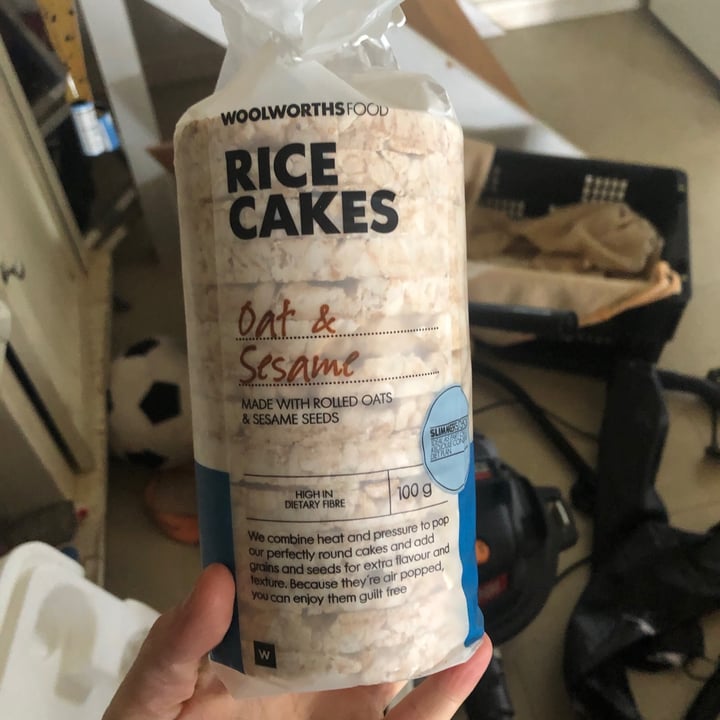 WOOLWORTHS FOOD
RICE
CAKES
Oat &
Sesame
MADE WITH ROLLED OATS
& SESAME SEEDS
HIGH IN
DIETARY FIBRE
100 g
We combine heat and pressure to pop
our perfectly round cakes and add
grains and seeds for extra flavour and
texture. Because they're air popped,
you can enjoy them guilt free
W